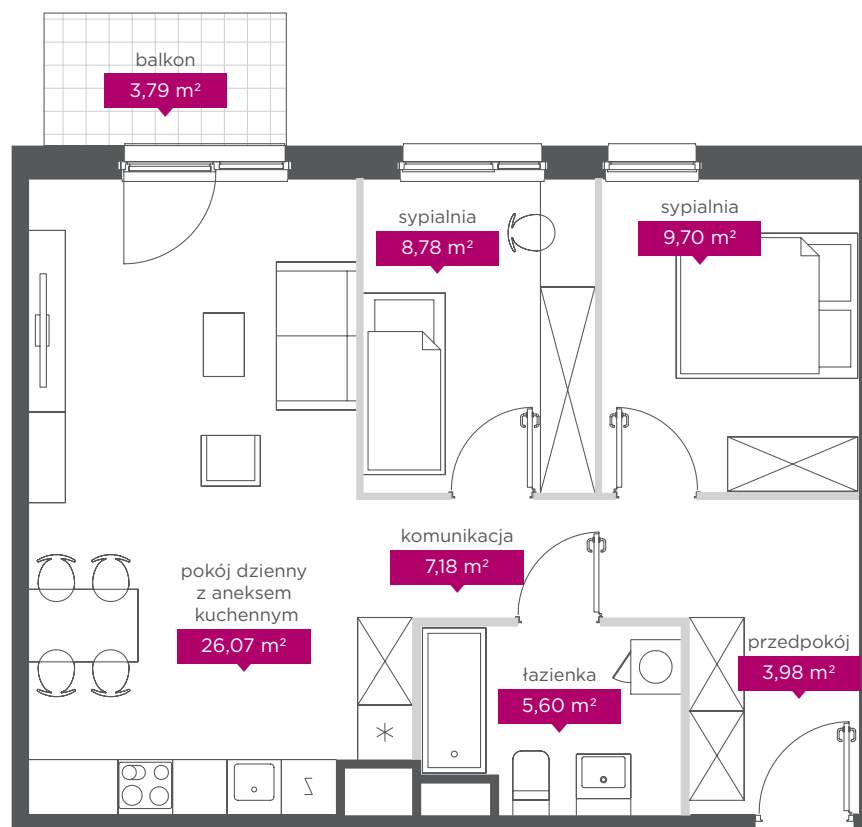 balkon
3,79 m²
sypialnia
8,78 m²
sypialnia
9,70 m²
komunikacja
7,18 m²
pokój dzienny
z aneksem
kuchennym
26,07 m²
łazienka
5,60 m²
przedpokój
3,98 m²
Z